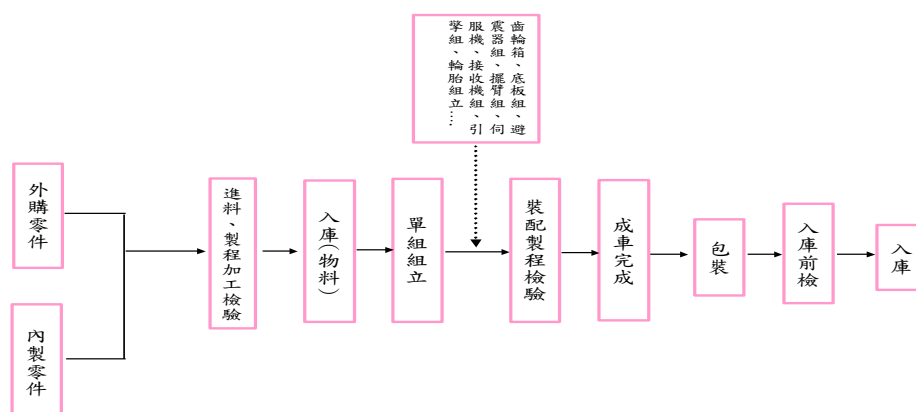 齒輪箱、底板組、避
震器組、擺臂組、伺
服機、接收機組、引
擎組、輪胎組立……
外購零件
內製零件
進料、製程加工檢驗
入庫(物料)
單組組立
裝配製程檢驗
成車完成
包裝
入庫前檢
入庫